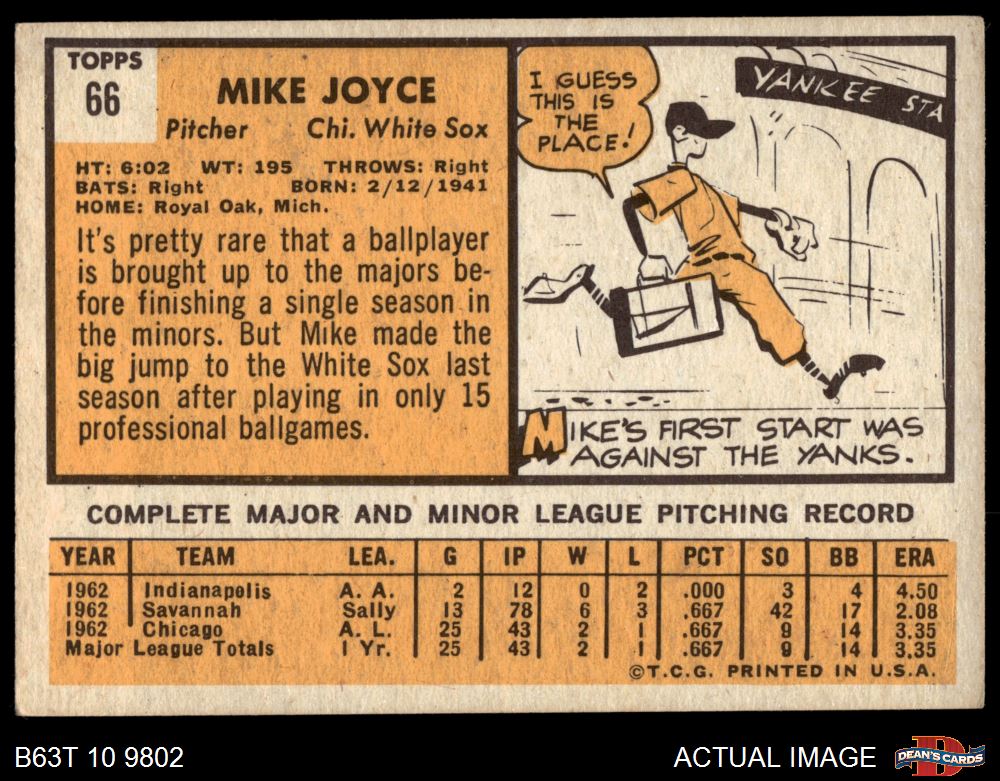 TOPPS
66
MIKE JOYCE
Pitcher Chi. White Sox
HT: 6:02 WT: 195 THROWS: Right
BATS: Right BORN: 2/12/1941
HOME: Royal Oak, Mich.
It's pretty rare that a ballplayer
is brought up to the majors be-
fore finishing a single season in
the minors. But Mike made the
big jump to the White Sox last
season after playing in only 15
professional ballgames.
I GUESS
THIS IS
THE
PLACE!
YANKEE STA
MIKE'S FIRST START WAS
AGAINST THE YANKS.
COMPLETE MAJOR AND MINOR LEAGUE PITCHING RECORD
YEAR TEAM LEA. G IP W L PCT SO BB ERA
1962 Indianapolis A. A. 2 12 0 2 .000 3 4 4.50
1962 Savannah Sally 13 78 6 3 .667 42 17 2.08
1962 Chicago A. L. 25 43 2 1 .667 9 14 3.35
Major League Totals 1 Yr. 25 43 2 1 .667 9 14 3.35
©T.C.G. PRINTED IN U.S.A.
B63T 10 9802 ACTUAL IMAGE
D
DEAN'S CARDS